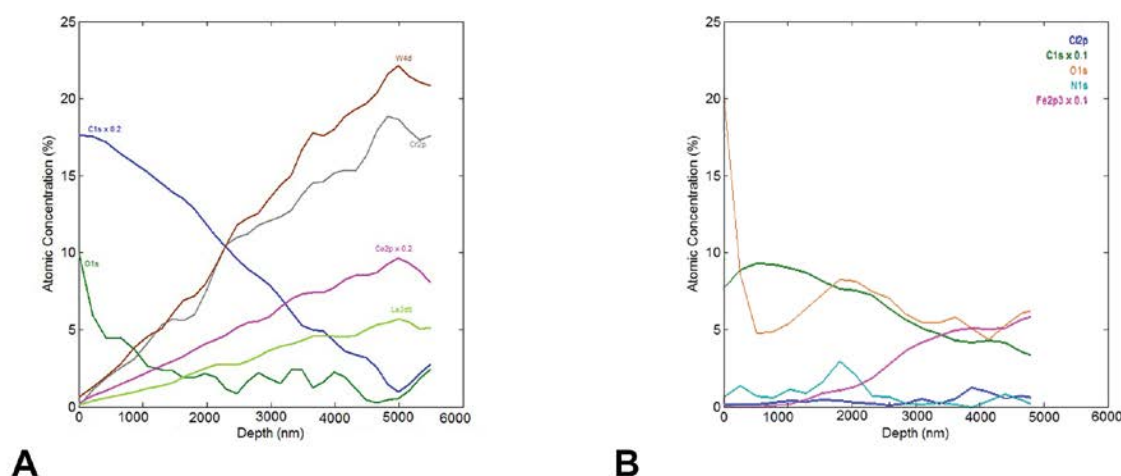 25
20
15
10
5
0
Atomic Concentration (%)
W4d
C1s x 0.2
Cr2p
O1s
Co2p x 0.2
0
1000
2000
3000
4000
5000
6000
Depth (nm)
A
25
20
15
10
5
0
Atomic Concentration (%)
Cl2p
C1s x 0.1
O1s
N1s
Fe2p3 x 0.1
0
1000
2000
3000
4000
5000
6000
Depth (nm)
B